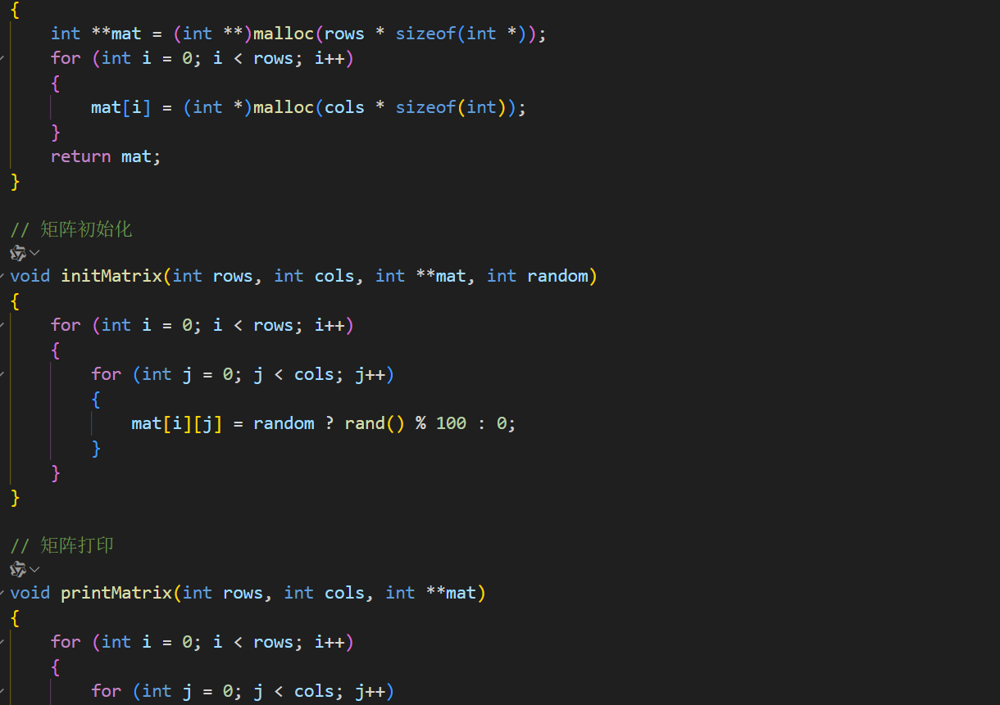 {
    int **mat = (int **)malloc(rows * sizeof(int *));
    for (int i = 0; i < rows; i++)
    {
        mat[i] = (int *)malloc(cols * sizeof(int));
    }
    return mat;
}
// 矩阵初始化
void initMatrix(int rows, int cols, int **mat, int random)
{
    for (int i = 0; i < rows; i++)
    {
        for (int j = 0; j < cols; j++)
        {
            mat[i][j] = random ? rand() % 100 : 0;
        }
    }
}
// 矩阵打印
void printMatrix(int rows, int cols, int **mat)
{
    for (int i = 0; i < rows; i++)
    {
        for (int j = 0; j < cols; j++)